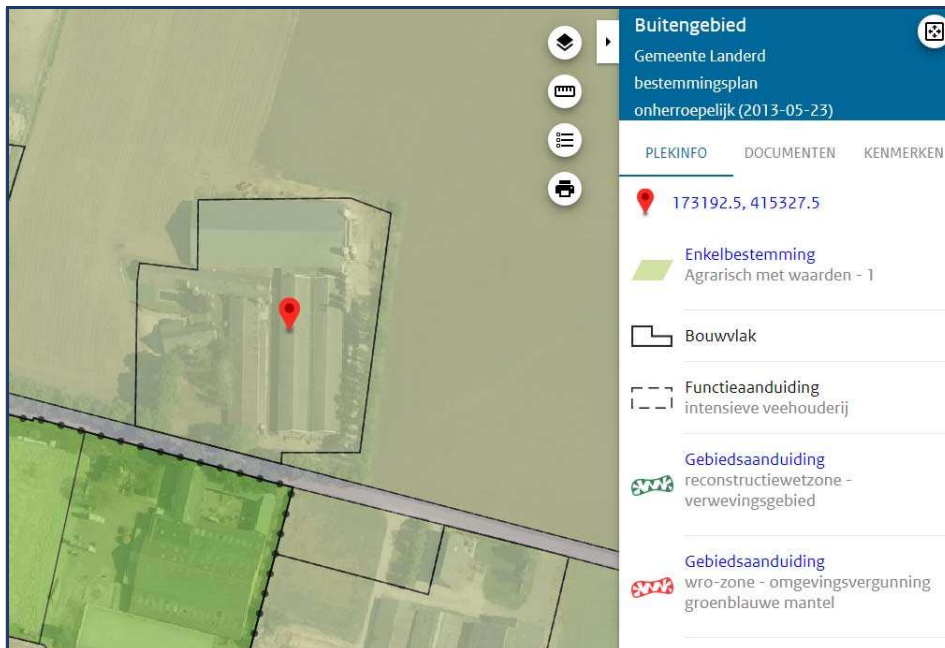 Buitengebied
Gemeente Landerd
bestemmingsplan
onherroepelijk (2013-05-23)
PLEKINFO DOCUMENTEN KENMERKEN
173192.5, 415327.5
Enkelbestemming
Agrarisch met waarden - 1
Bouwvlak
Functieaanduiding
intensieve veehouderij
Gebiedsaanduiding
reconstructiewetzone -
verwevingsgebied
Gebiedsaanduiding
wro-zone - omgevingsvergunning
groenblauwe mantel